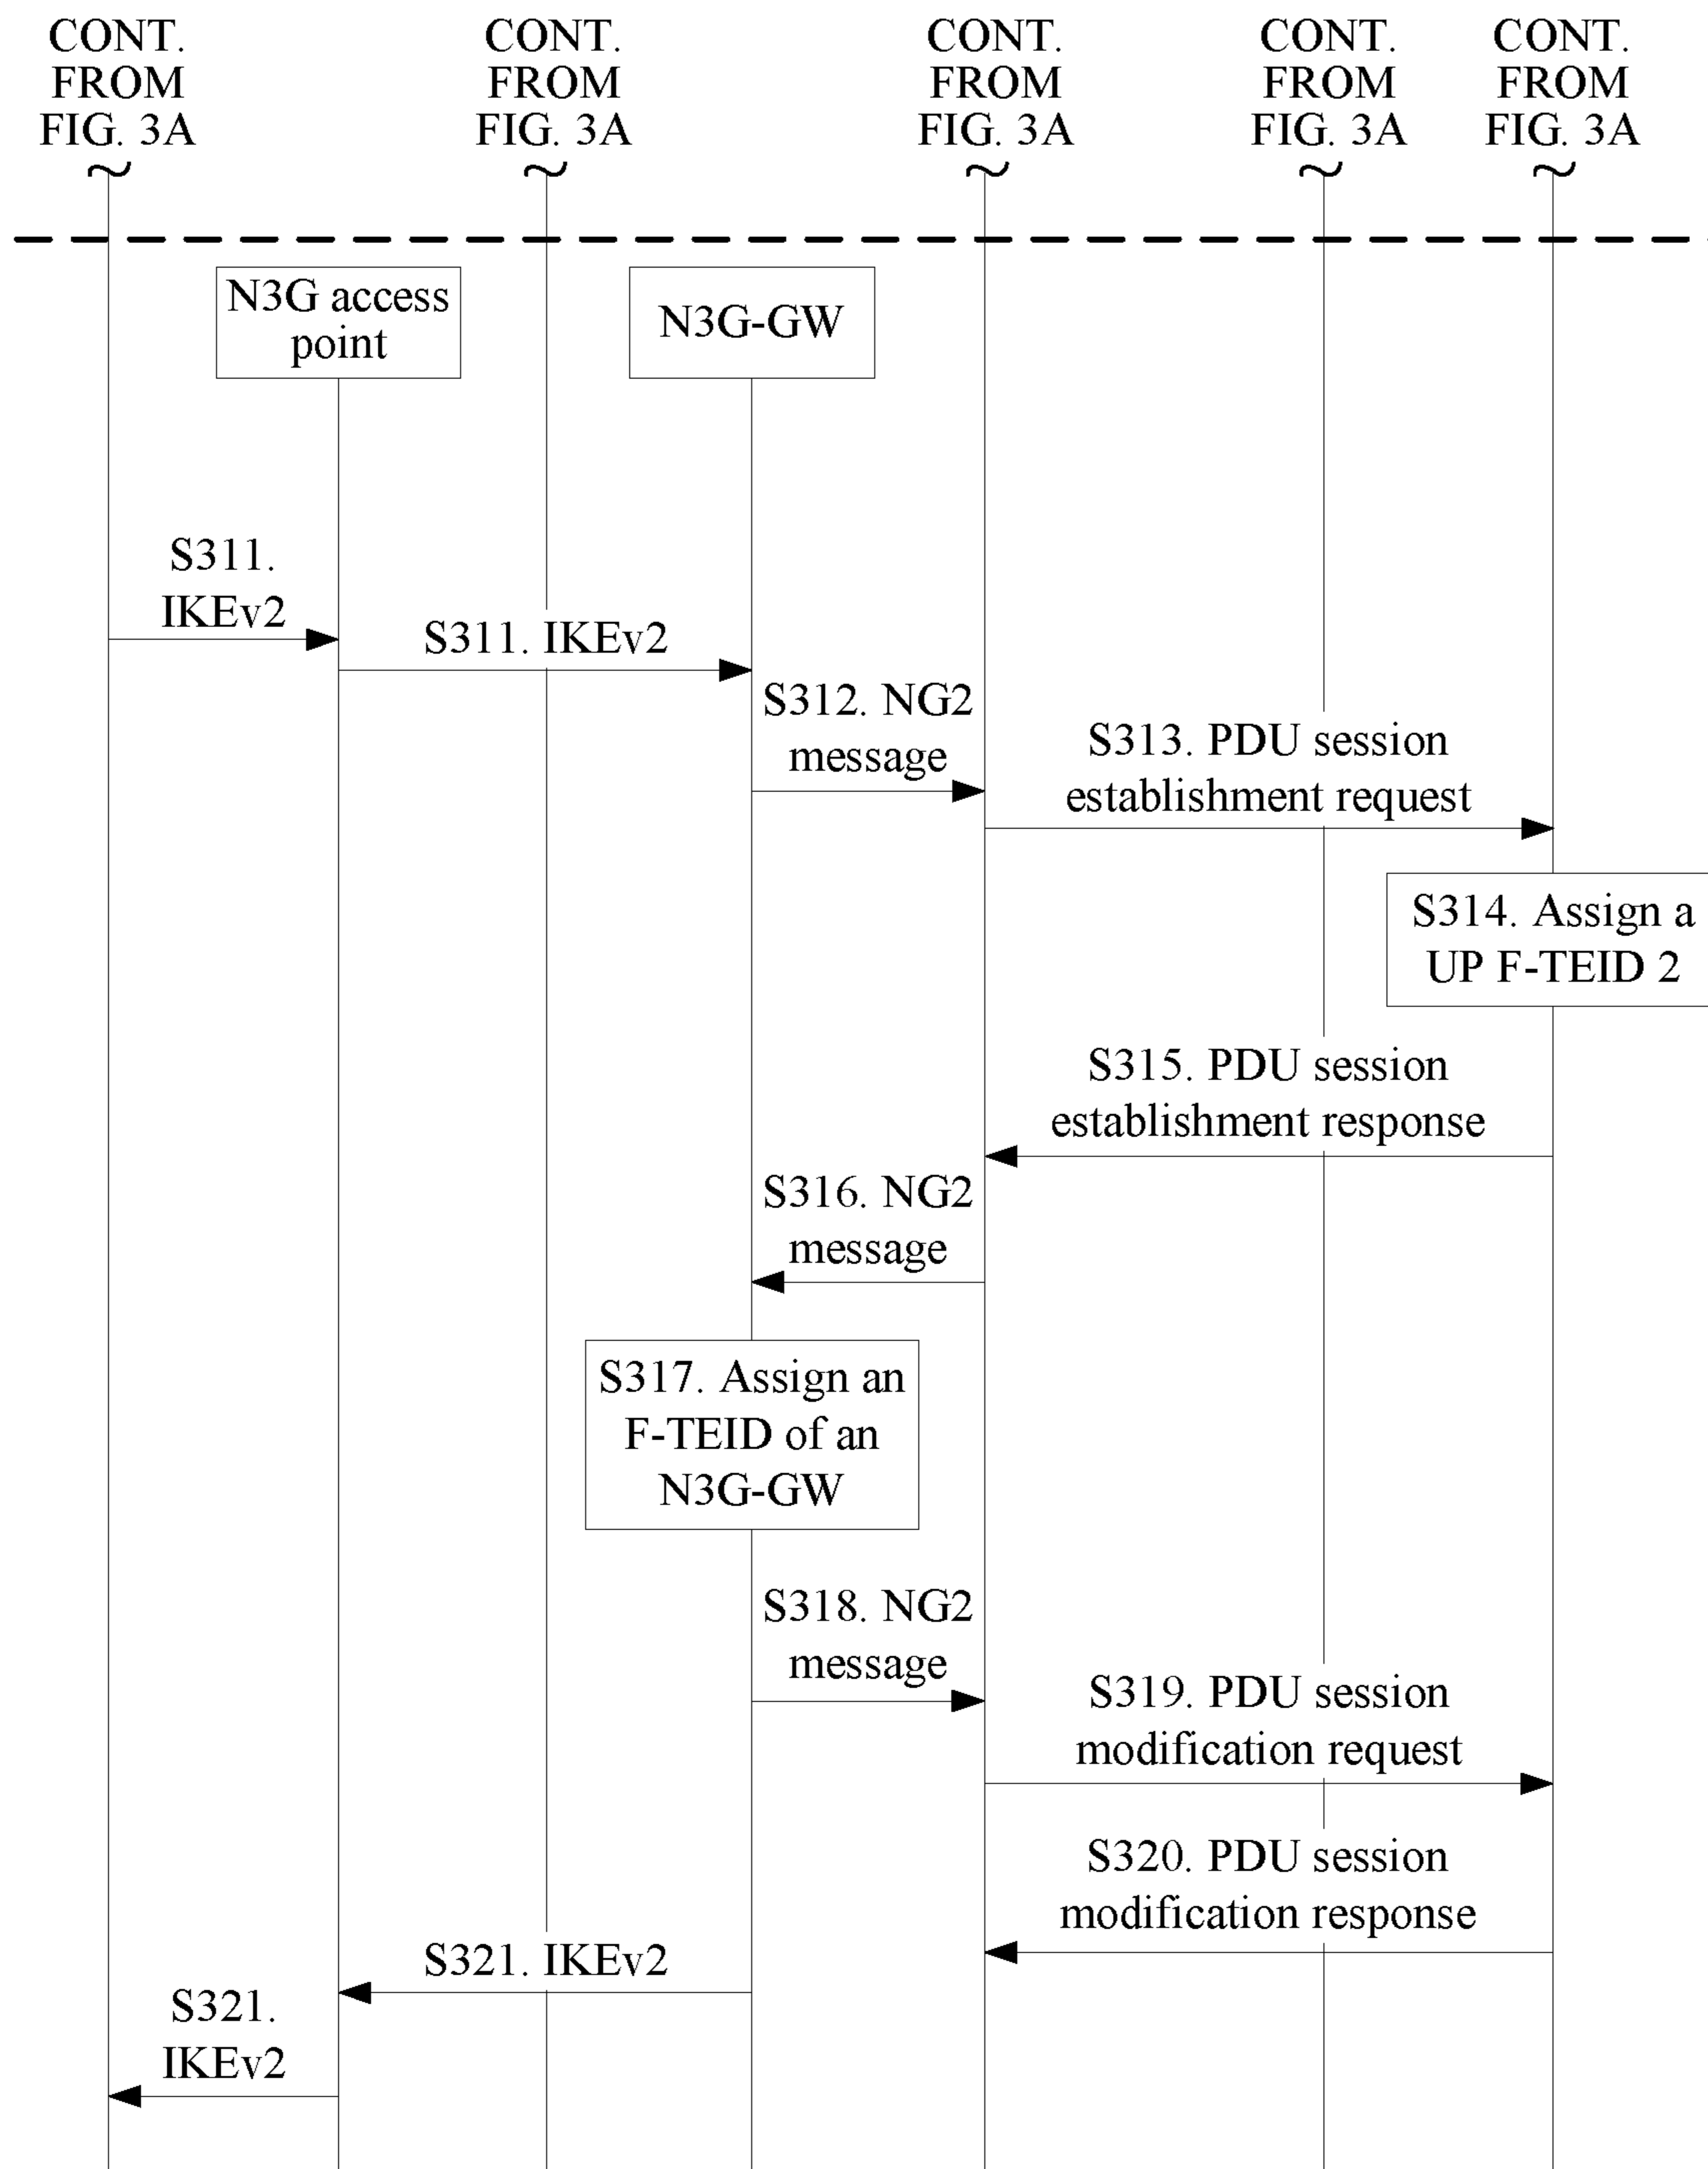 CONT.
FROM
FIG. 3A
CONT.
FROM
FIG. 3A
CONT.
FROM
FIG. 3A
CONT.
FROM
FIG. 3A
CONT.
FROM
FIG. 3A
N3G access
point
N3G-GW
S311.
IKEv2
S311. IKEv2
S312. NG2
message
S313. PDU session
establishment request
S314. Assign a
UP F-TEID 2
S315. PDU session
establishment response
S316. NG2
message
S317. Assign an
F-TEID of an
N3G-GW
S318. NG2
message
S319. PDU session
modification request
S320. PDU session
modification response
S321. IKEv2
S321.
IKEv2